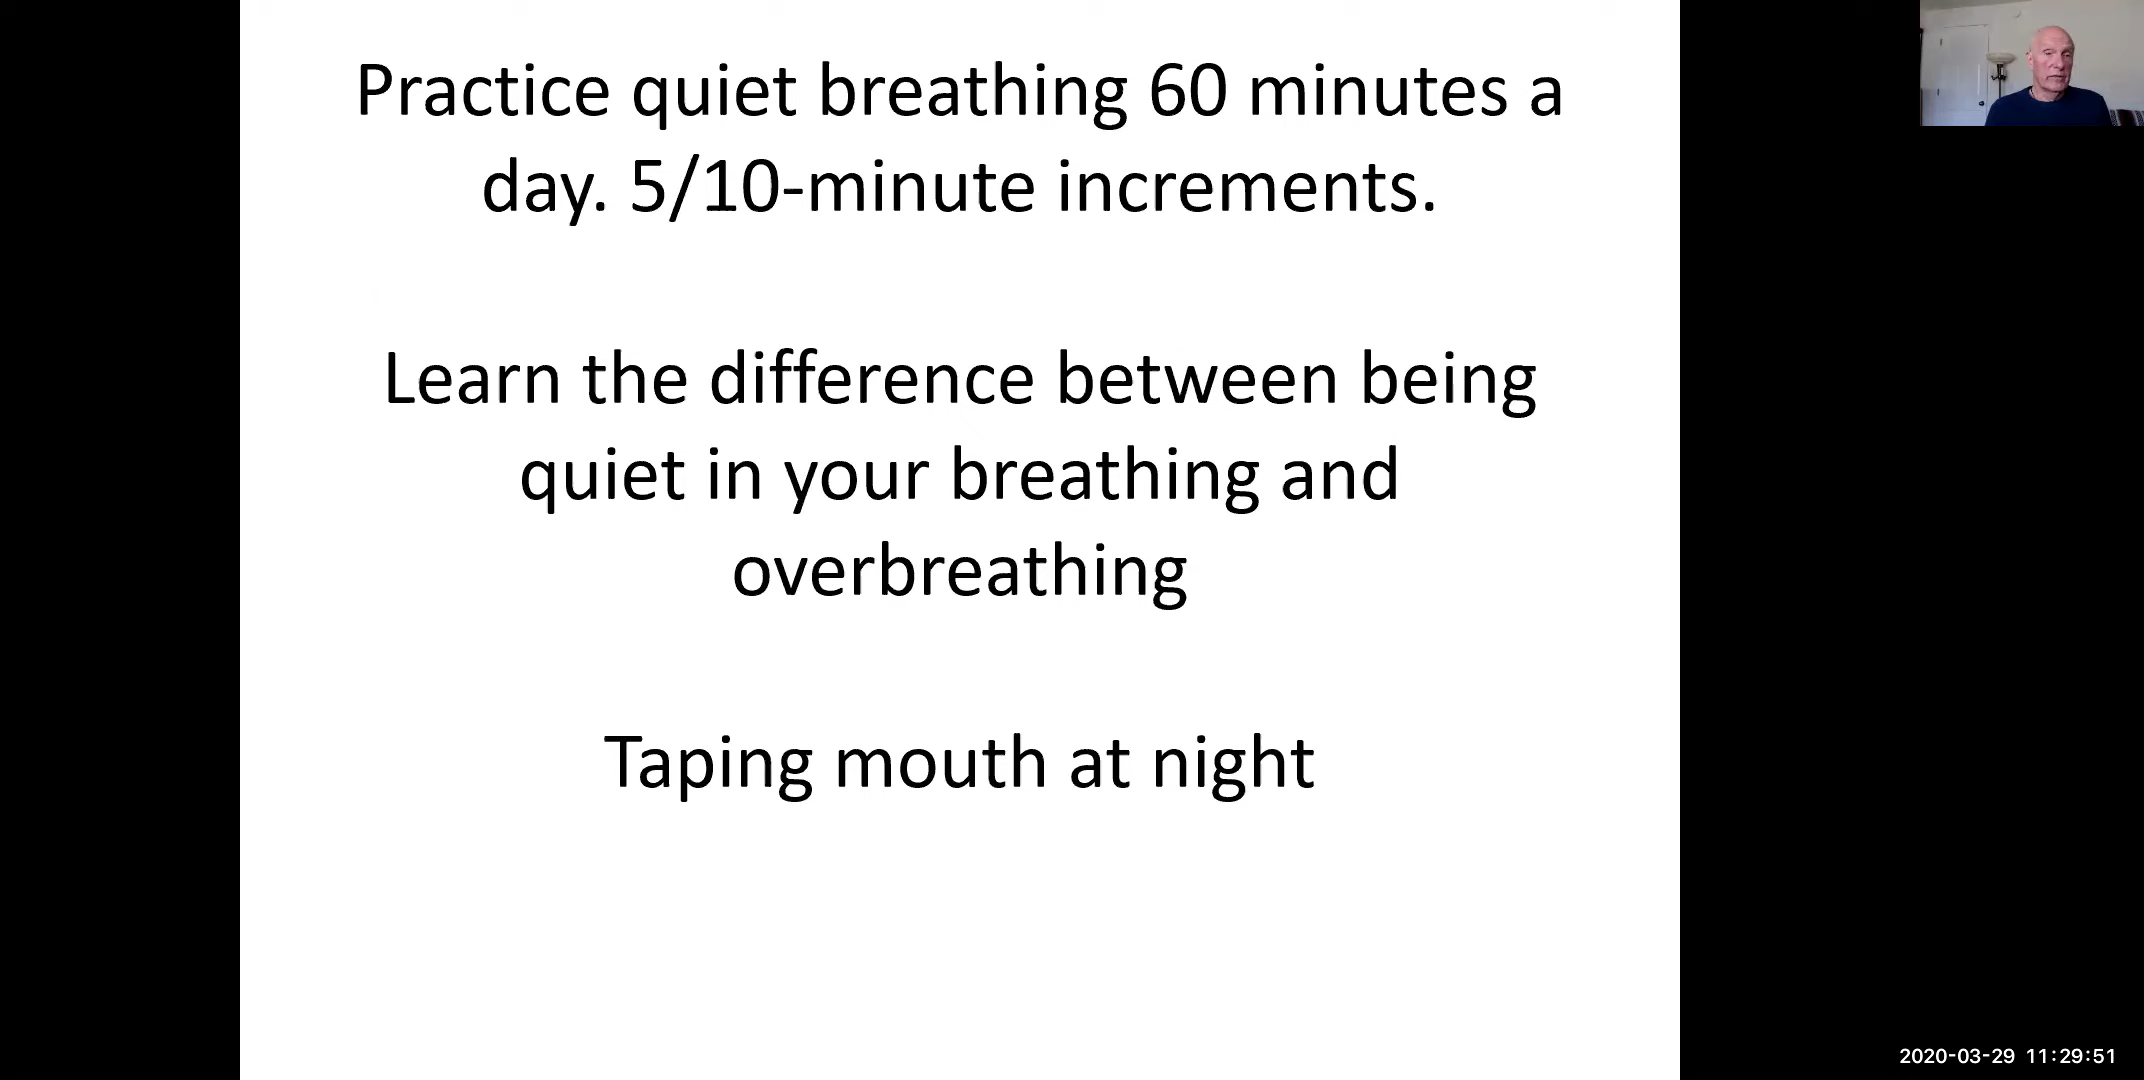 Practice quiet breathing 60 minutes a
day. 5/10-minute increments.
Learn the difference between being
quiet in your breathing and
overbreathing
Taping mouth at night
2020-03-29 11:29:51